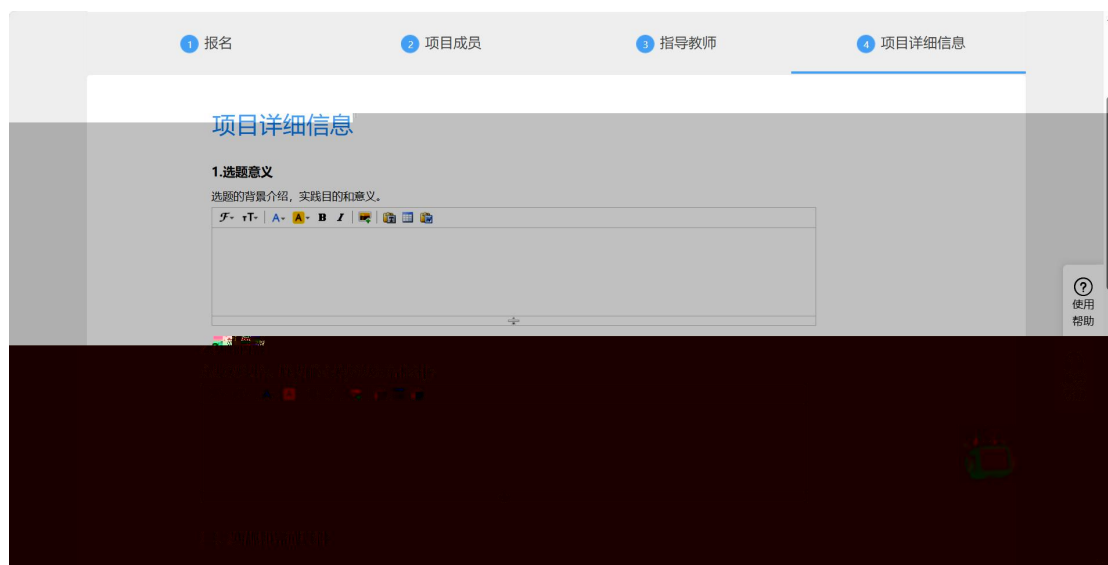 1 报名
2 项目成员
3 指导教师
4 项目详细信息
项目详细信息
1.选题意义
选题的背景介绍，实践目的和意义。
使用
帮助